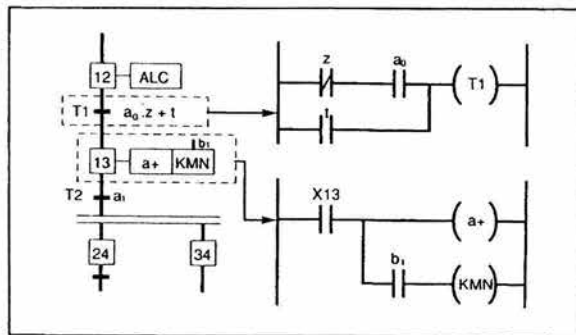 12 ALC
T1 a₀ .z + t
13 a+ KMN b₁
T2 a₁
24 34
z a₀ T1
t
X13 a+
b₁ KMN